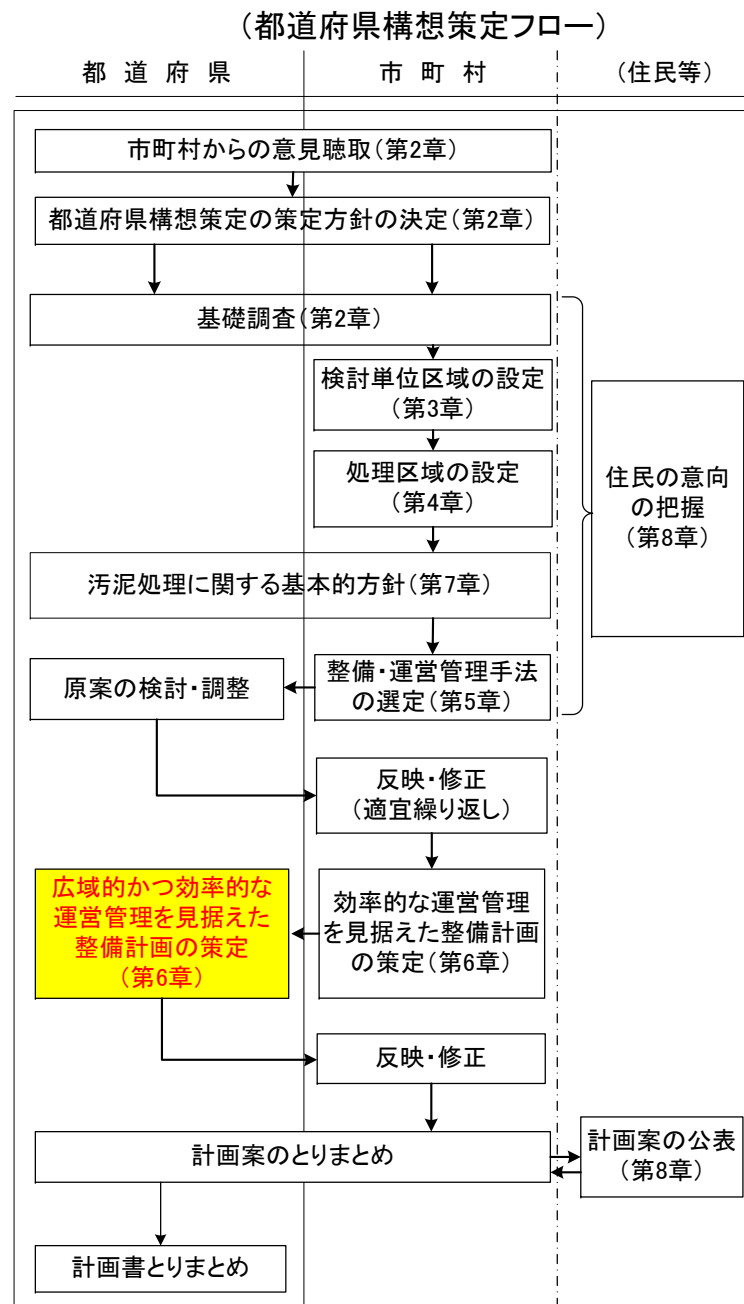 （都道府県構想策定フロー）
都 道 府 県
市 町 村
（住民等）
市町村からの意見聴取（第2章）
都道府県構想策定の策定方針の決定（第2章）
基礎調査（第2章）
検討単位区域の設定
（第3章）
処理区域の設定
（第4章）
住民の意向
の把握
（第8章）
汚泥処理に関する基本的方針（第7章）
整備・運営管理手法
の選定（第5章）
原案の検討・調整
反映・修正
（適宜繰り返し）
効率的な運営管理
を見据えた整備計画
の策定（第6章）
広域的かつ効率的な
運営管理を見据えた
整備計画の策定
（第6章）
反映・修正
計画案のとりまとめ
計画案の公表
（第8章）
計画書とりまとめ